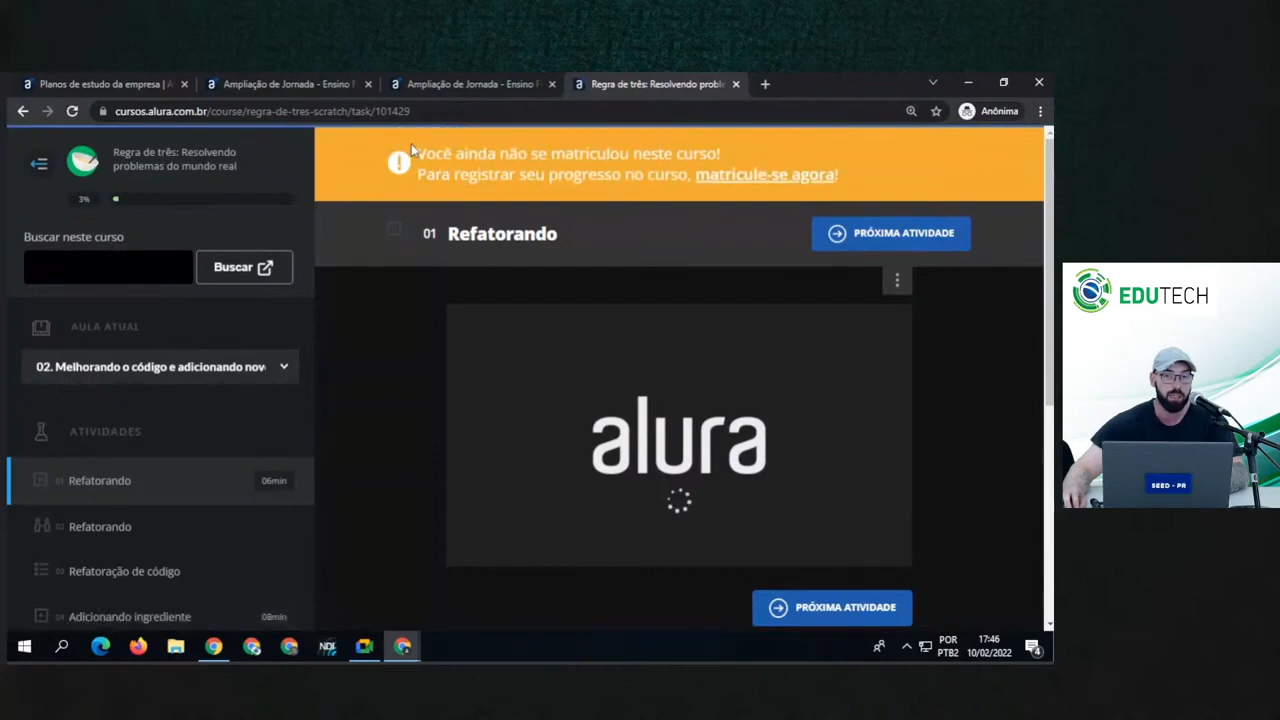 Planos de estudo da empresa | A
Ampliação de Jornada - Ensino F
Ampliação de Jornada - Ensino F
Regra de três: Resolvendo proble
cursos.alura.com.br/course/regra-de-tres-scratch/task/101429
Anônima
Regra de três: Resolvendo
problemas do mundo real
3%
Buscar neste curso
Buscar
AULA ATUAL
02. Melhorando o código e adicionando nov
ATIVIDADES
01 Refatorando 06min
02 Refatorando
03 Refatoração de código
04 Adicionando ingrediente 08min
Você ainda não se matriculou neste curso!
Para registrar seu progresso no curso, matricule-se agora!
01 Refatorando
PRÓXIMA ATIVIDADE
alura
PRÓXIMA ATIVIDADE
NDI
POR
PTB2
17:46
10/02/2022
4
EDUTECH
SEED - PR